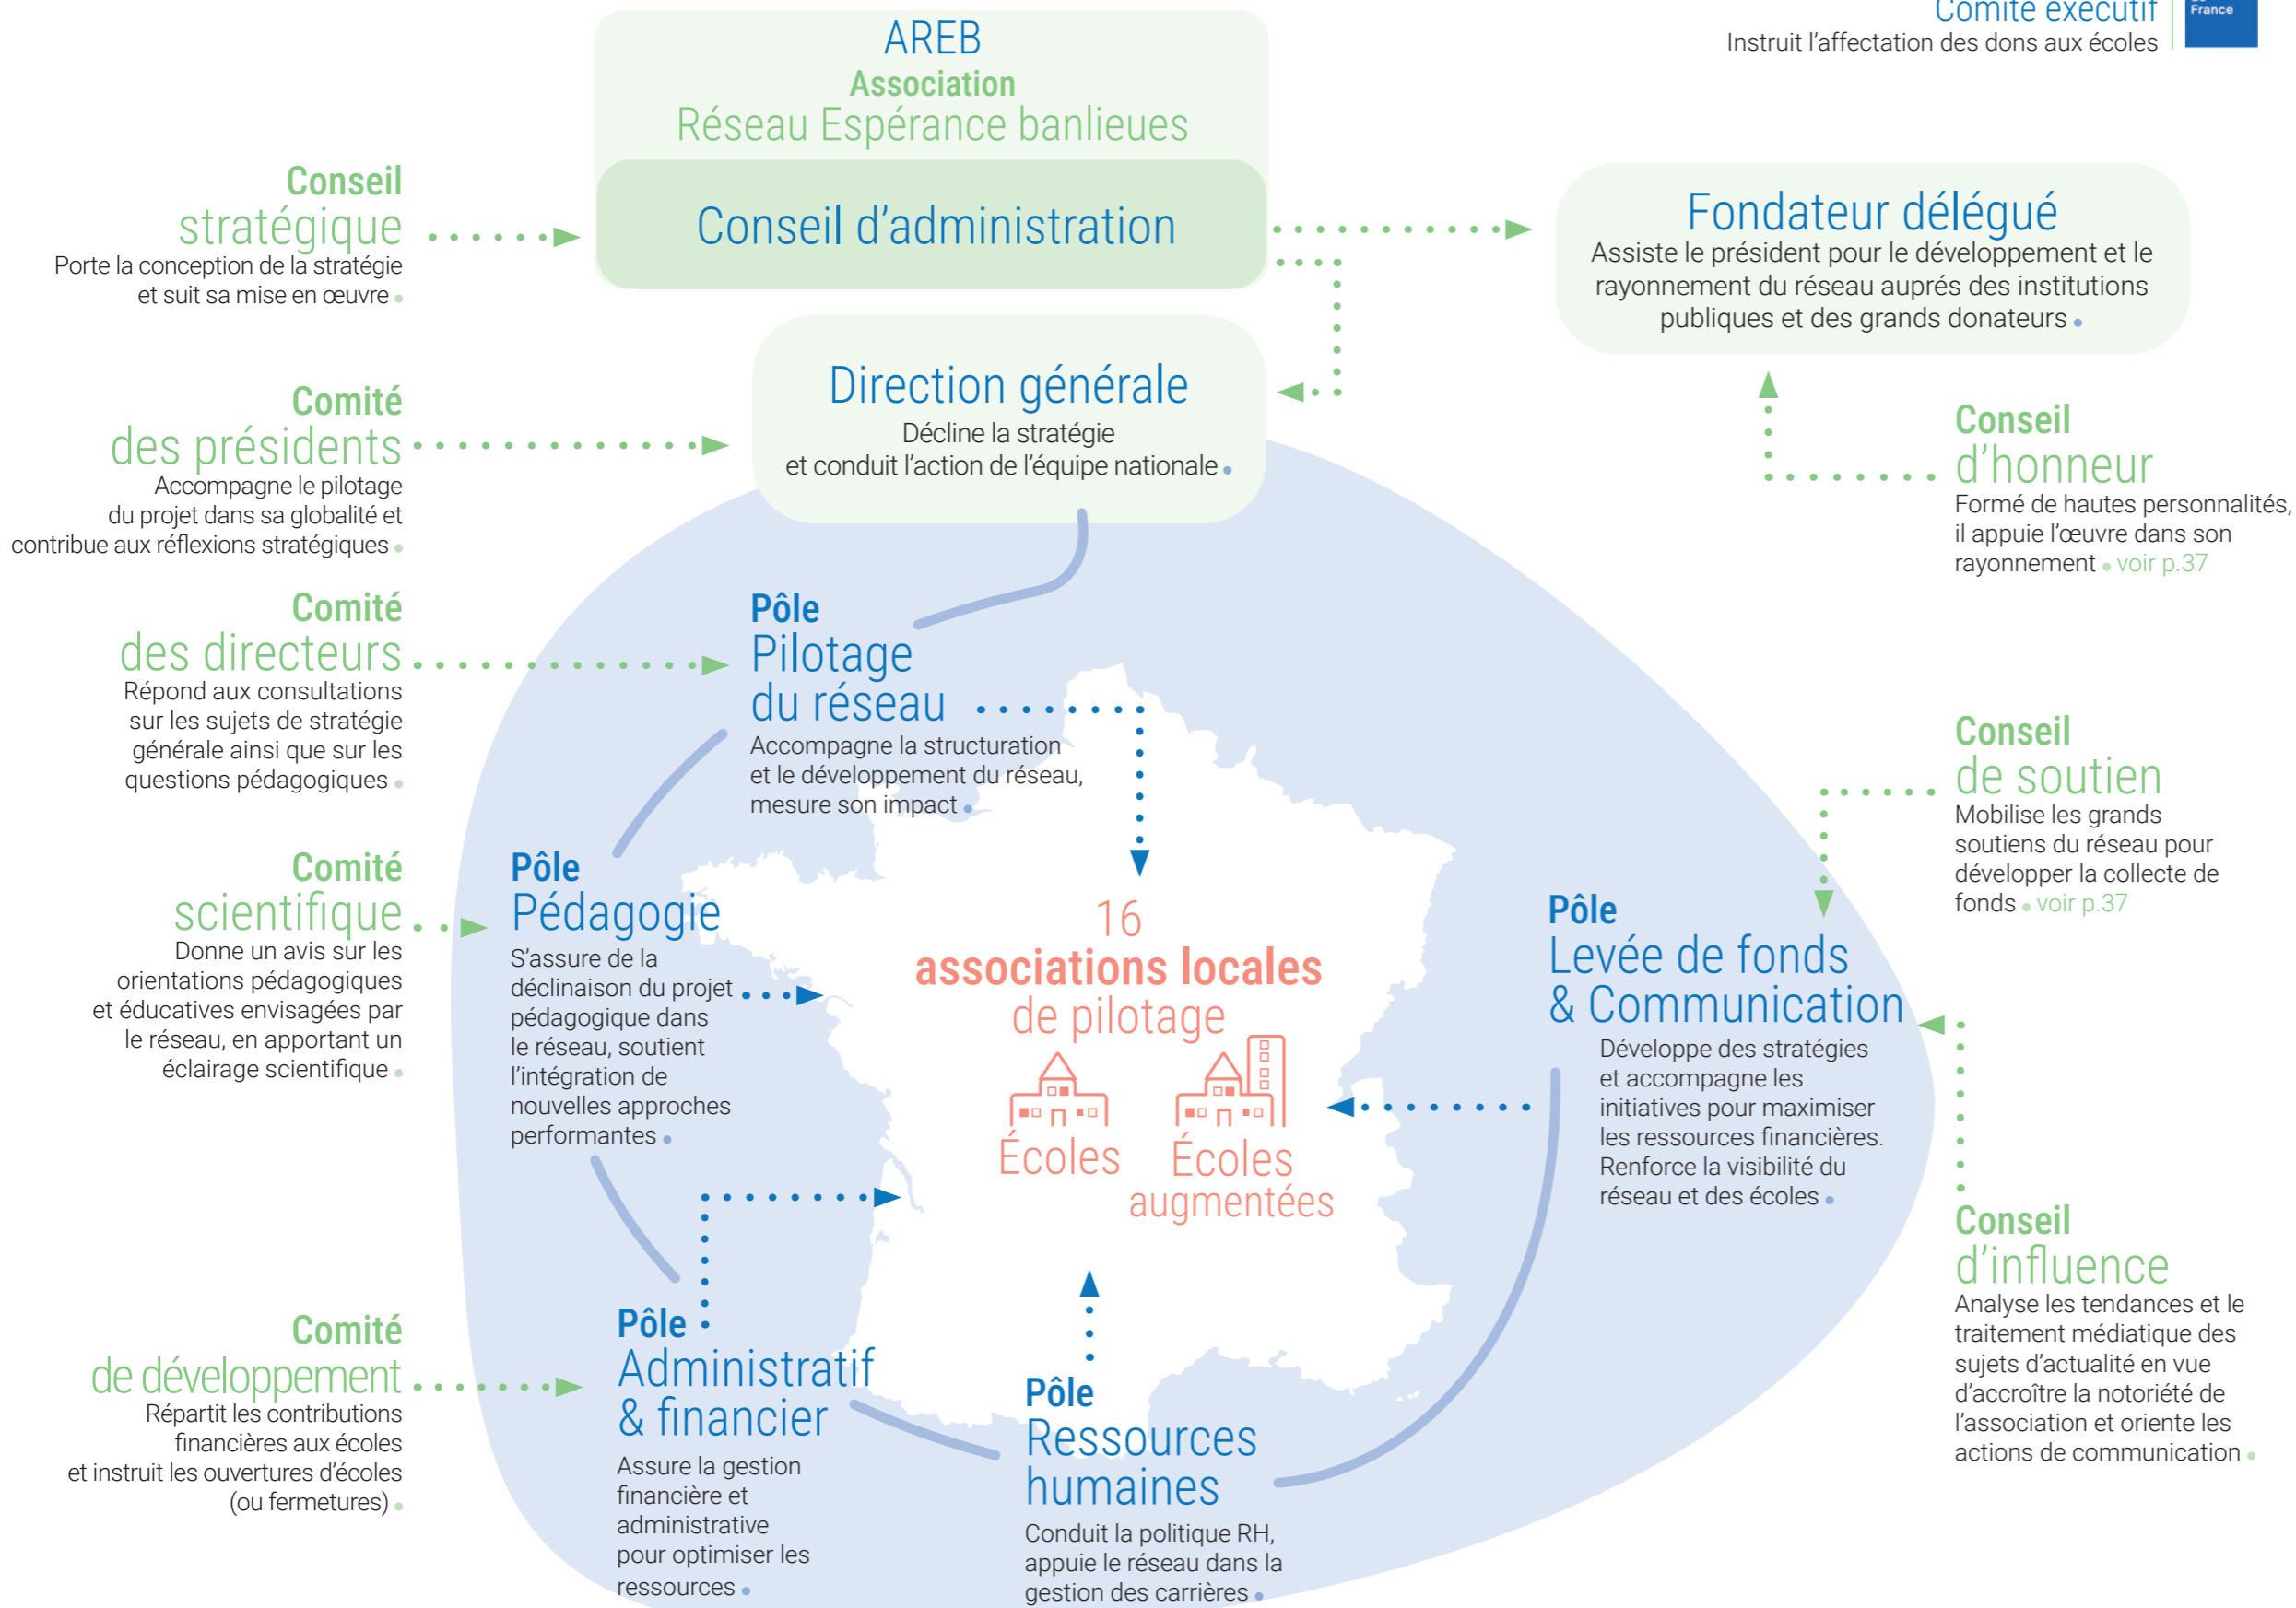 Comité exécutif
Instruit l'affectation des dons aux écoles
France
AREB
Association
Réseau Espérance banlieues
Conseil d'administration
Conseil
stratégique
Porte la conception de la stratégie
et suit sa mise en œuvre
Fondateur délégué
Assiste le président pour le développement et le
rayonnement du réseau auprés des institutions
publiques et des grands donateurs
Direction générale
Décline la stratégie
et conduit l'action de l'équipe nationale
Comité
des présidents
Accompagne le pilotage
du projet dans sa globalité et
contribue aux réflexions stratégiques
Conseil
d'honneur
Formé de hautes personnalités,
il appuie l'œuvre dans son
rayonnement • voir p.37
Comité
des directeurs
Répond aux consultations
sur les sujets de stratégie
générale ainsi que sur les
questions pédagogiques
Pôle
Pilotage
du réseau
Accompagne la structuration
et le développement du réseau,
mesure son impact
Conseil
de soutien
Mobilise les grands
soutiens du réseau pour
développer la collecte de
fonds • voir p.37
Comité
scientifique
Donne un avis sur les
orientations pédagogiques
et éducatives envisagées par
le réseau, en apportant un
éclairage scientifique
Pôle
Pédagogie
S'assure de la
déclinaison du projet
pédagogique dans
le réseau, soutient
l'intégration de
nouvelles approches
performantes
16
associations locales
de pilotage
Écoles
Écoles
augmentées
Pôle
Levée de fonds
& Communication
Développe des stratégies
et accompagne les
initiatives pour maximiser
les ressources financières.
Renforce la visibilité du
réseau et des écoles
Conseil
d'influence
Analyse les tendances et le
traitement médiatique des
sujets d'actualité en vue
d'accroître la notoriété de
l'association et oriente les
actions de communication
Comité
de développement
Répartit les contributions
financières aux écoles
et instruit les ouvertures d'écoles
(ou fermetures)
Pôle
Administratif
& financier
Assure la gestion
financière et
administrative
pour optimiser les
ressources
Pôle
Ressources
humaines
Conduit la politique RH,
appuie le réseau dans la
gestion des carrières